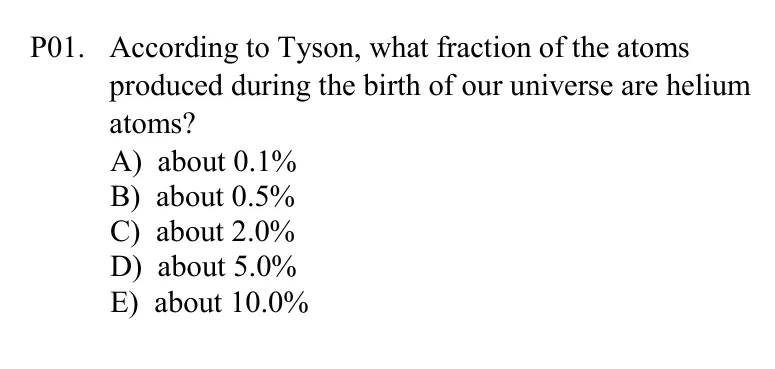 P01. According to Tyson, what fraction of the atoms
produced during the birth of our universe are helium
atoms?
A) about 0.1%
B) about 0.5%
C) about 2.0%
D) about 5.0%
E) about 10.0%